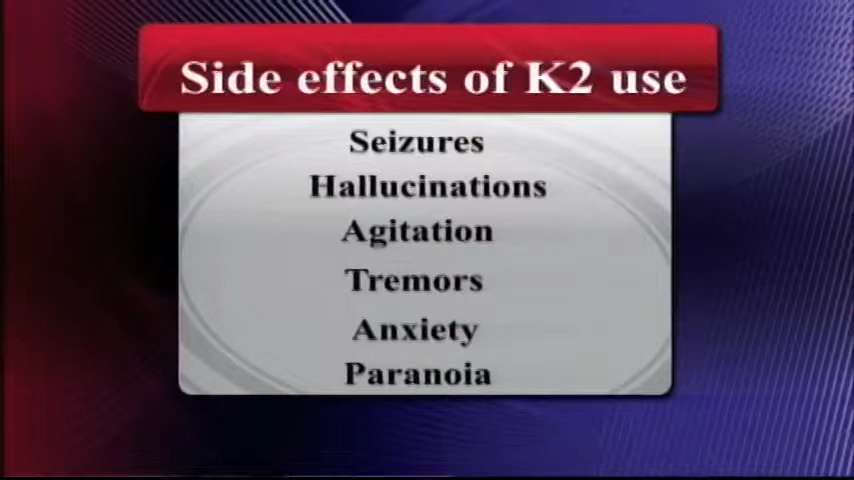 Side effects of K2 use
Seizures
Hallucinations
Agitation
Tremors
Anxiety
Paranoia